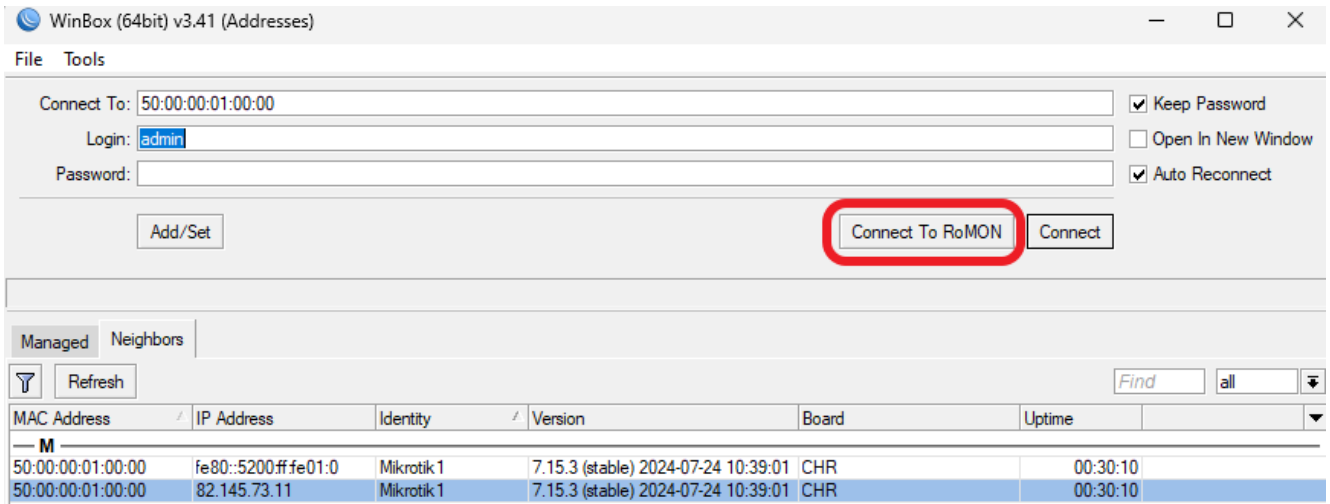 WinBox (64bit) v3.41 (Addresses)
File Tools
Connect To: 50:00:00:01:00:00
Keep Password
Login: admin
Open In New Window
Password:
Auto Reconnect
Add/Set Connect To RoMON Connect
Managed Neighbors
Refresh Find all
MAC Address IP Address Identity Version Board Uptime
M
50:00:00:01:00:00 fe80::5200:ff:fe01:0 Mikrotik1 7.15.3 (stable) 2024-07-24 10:39:01 CHR 00:30:10
50:00:00:01:00:00 82.145.73.11 Mikrotik1 7.15.3 (stable) 2024-07-24 10:39:01 CHR 00:30:10